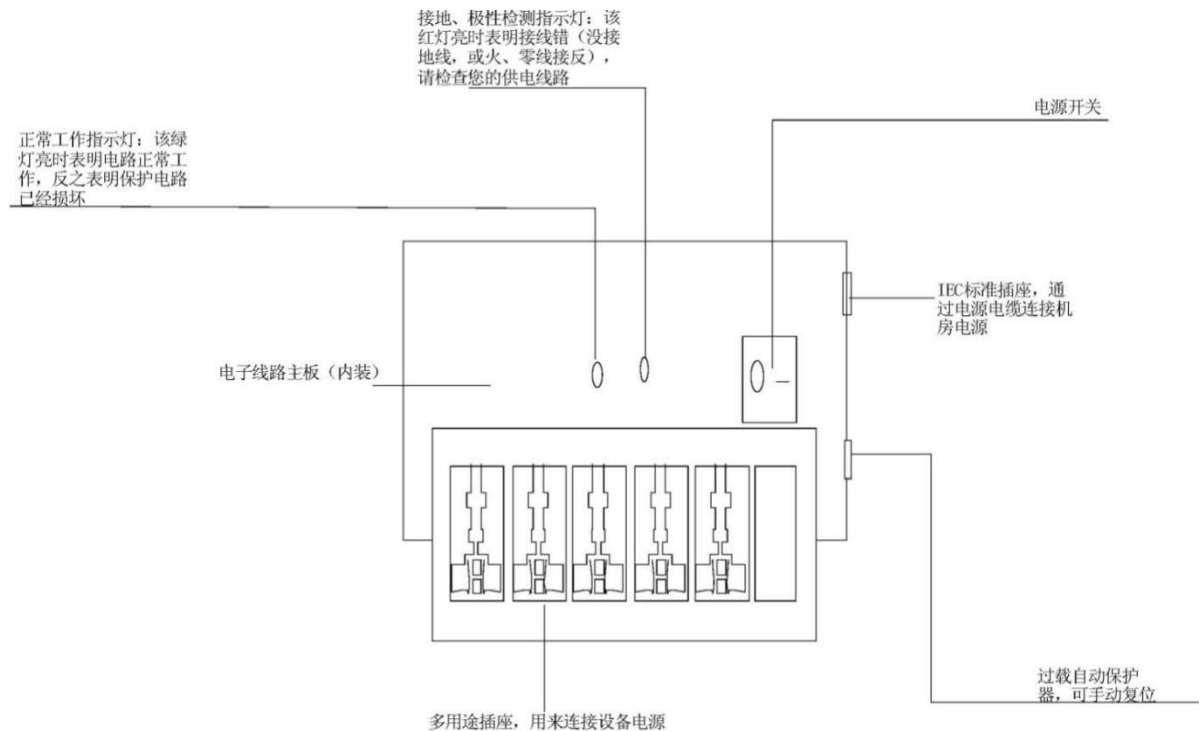 接地、极性检测指示灯：该
红灯亮时表明接线错（没接
地线，或火、零线接反），
请检查您的供电线路
电源开关
正常工作指示灯：该绿
灯亮时表明电路正常工
作，反之表明保护电路
已经损坏
IEC标准插座，通
过电源电缆连接机
房电源
电子线路主板（内装）
过载自动保护
器，可手动复位
多用途插座，用来连接设备电源